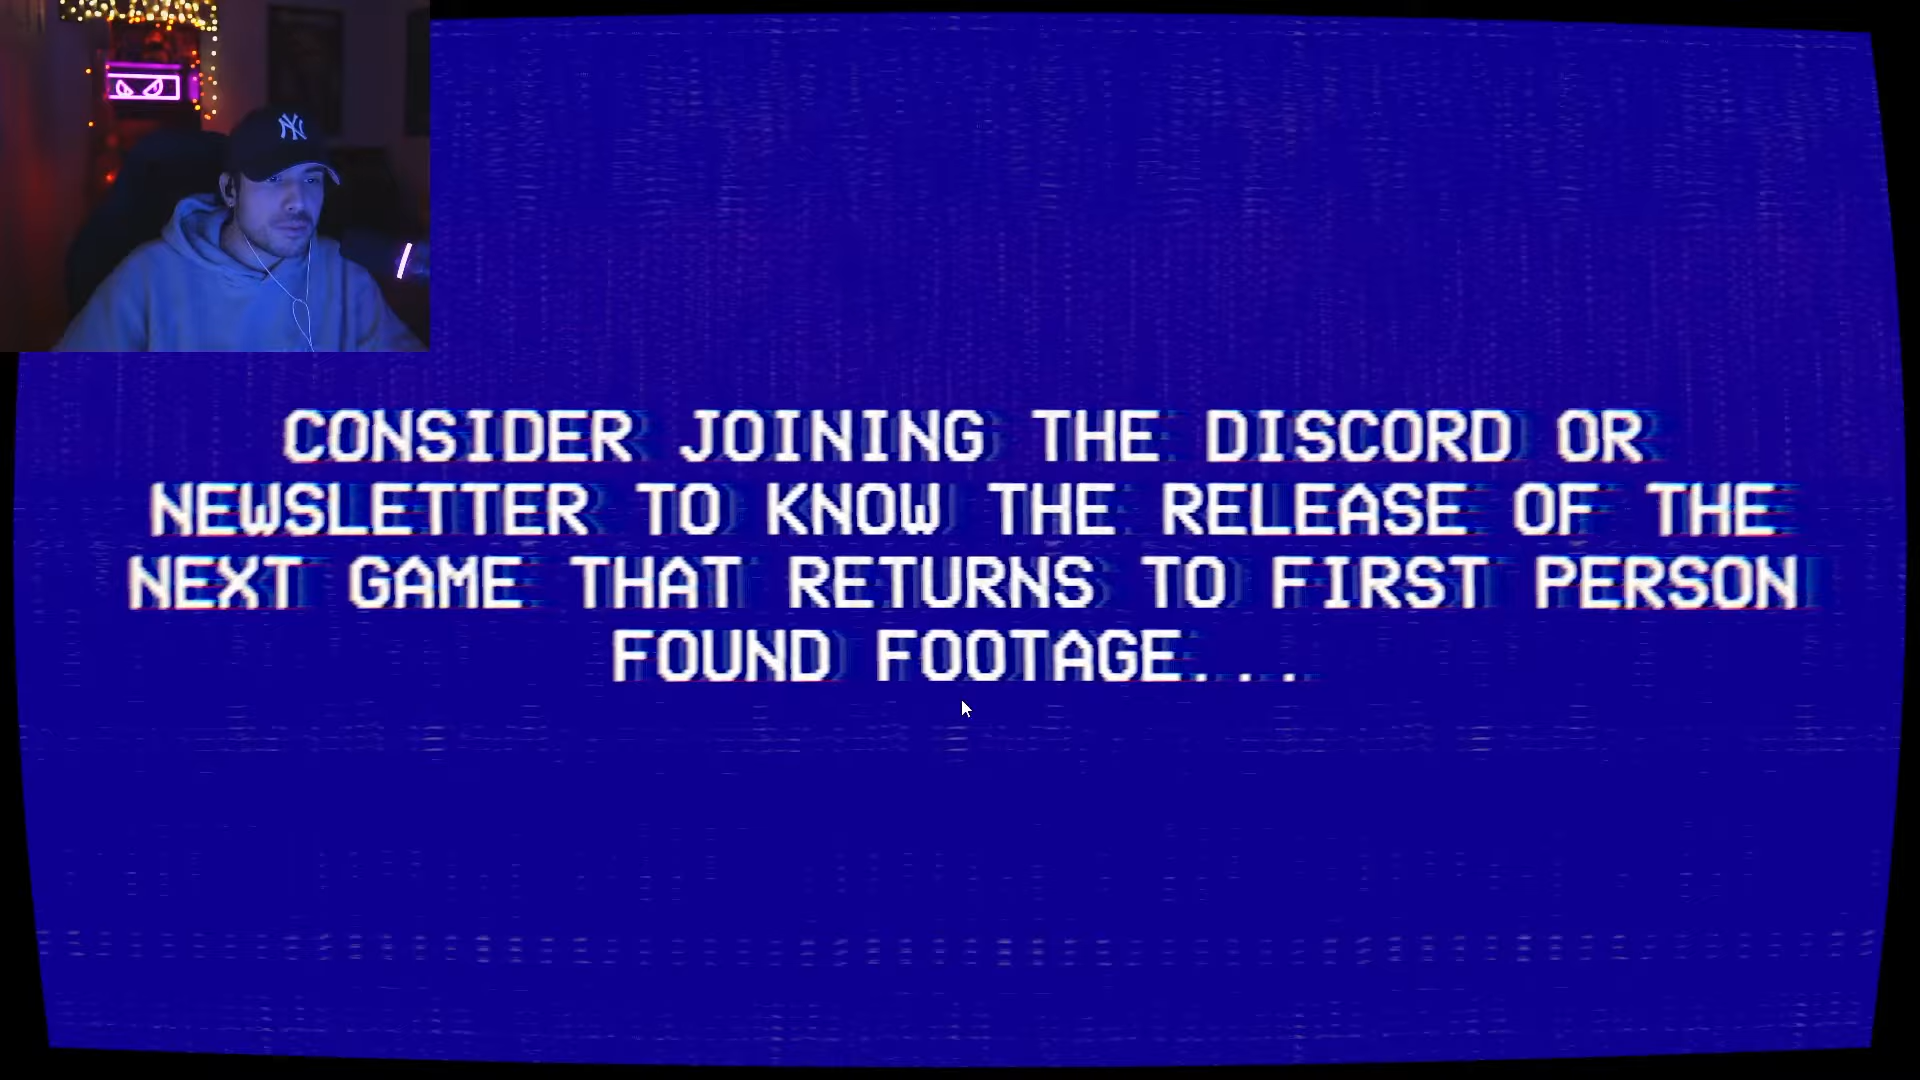 NY
CONSIDER JOINING THE DISCORD OR
NEWSLETTER TO KNOW THE RELEASE OF THE
NEXT GAME THAT RETURNS TO FIRST PERSON
FOUND FOOTAGE...